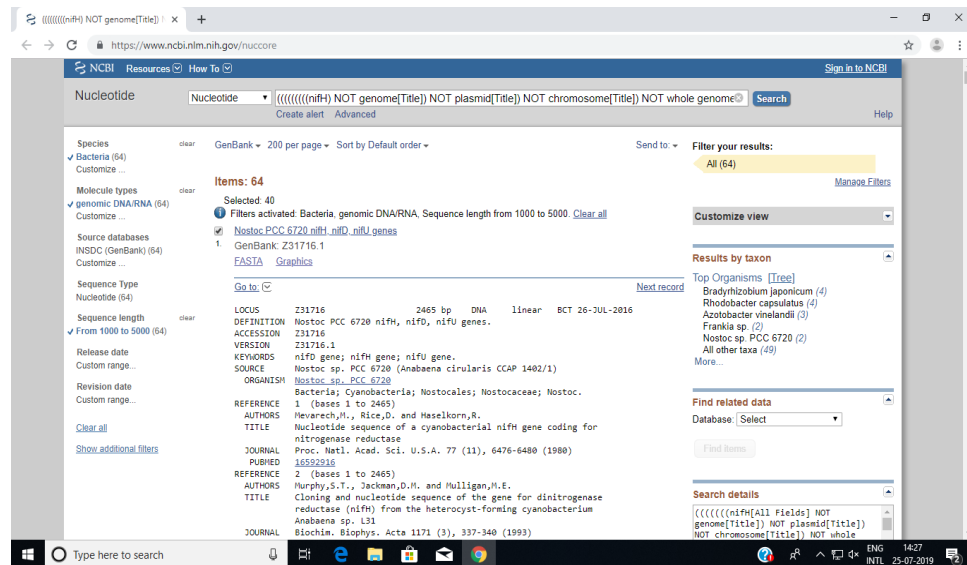 ((((((((nifH) NOT genome[Title])
https://www.ncbi.nlm.nih.gov/nuccore
NCBI Resources How To Sign in to NCBI
Nucleotide
Nucleotide (((((((((nifH) NOT genome[Title]) NOT plasmid[Title]) NOT chromosome[Title]) NOT whole genome Search
Create alert Advanced Help
Species clear
Bacteria (64)
Customize ...
Molecule types clear
genomic DNA/RNA (64)
Customize ...
Source databases
INSDC (GenBank) (64)
Customize ...
Sequence Type
Nucleotide (64)
Sequence length clear
From 1000 to 5000 (64)
Release date
Custom range...
Revision date
Custom range...
Clear all
Show additional filters
GenBank 200 per page Sort by Default order Send to:
Items: 64
Selected: 40
Filters activated: Bacteria, genomic DNA/RNA, Sequence length from 1000 to 5000. Clear all
Nostoc PCC 6720 nifH, nifD, nifU genes
1. GenBank: Z31716.1
FASTA Graphics
Go to: Next record
LOCUS Z31716 2465 bp DNA linear BCT 26-JUL-2016
DEFINITION Nostoc PCC 6720 nifH, nifD, nifU genes.
ACCESSION Z31716
VERSION Z31716.1
KEYWORDS nifD gene; nifH gene; nifU gene.
SOURCE Nostoc sp. PCC 6720 (Anabaena cirularis CCAP 1402/1)
ORGANISM Nostoc sp. PCC 6720
Bacteria; Cyanobacteria; Nostocales; Nostocaceae; Nostoc.
REFERENCE 1 (bases 1 to 2465)
AUTHORS Mevarech,M., Rice,D. and Haselkorn,R.
TITLE Nucleotide sequence of a cyanobacterial nifH gene coding for
nitrogenase reductase
JOURNAL Proc. Natl. Acad. Sci. U.S.A. 77 (11), 6476-6480 (1980)
PUBMED 16592916
REFERENCE 2 (bases 1 to 2465)
AUTHORS Murphy,S.T., Jackman,D.M. and Mulligan,M.E.
TITLE Cloning and nucleotide sequence of the gene for dinitrogenase
reductase (nifH) from the heterocyst-forming cyanobacterium
Anabaena sp. L31
JOURNAL Biochim. Biophys. Acta 1171 (3), 337-340 (1993)
Filter your results:
All (64)
Manage Filters
Customize view
Results by taxon
Top Organisms [Tree]
Bradyrhizobium japonicum (4)
Rhodobacter capsulatus (4)
Azotobacter vinelandii (3)
Frankia sp. (2)
Nostoc sp. PCC 6720 (2)
All other taxa (49)
More...
Find related data
Database: Select
Find items
Search details
(((((((nifH[All Fields] NOT
genome[Title]) NOT plasmid[Title])
NOT chromosome[Title]) NOT whole
Type here to search
ENG 14:27
INTL 25-07-2019
2